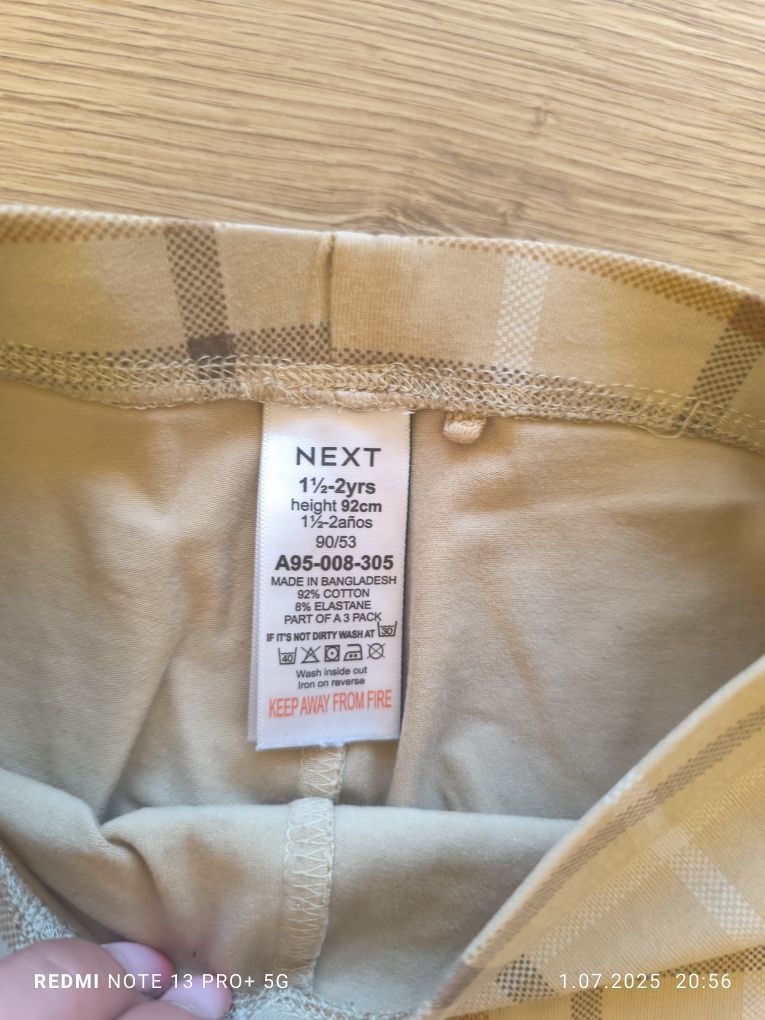 NEXT
1½-2yrs
height 92cm
1½-2años
90/53
A95-008-305
MADE IN BANGLADESH
92% COTTON
8% ELASTANE
PART OF A 3 PACK
IF IT'S NOT DIRTY WASH AT 30
40
Wash inside out
Iron on reverse
KEEP AWAY FROM FIRE
REDMI NOTE 13 PRO+ 5G
1.07.2025 20:56